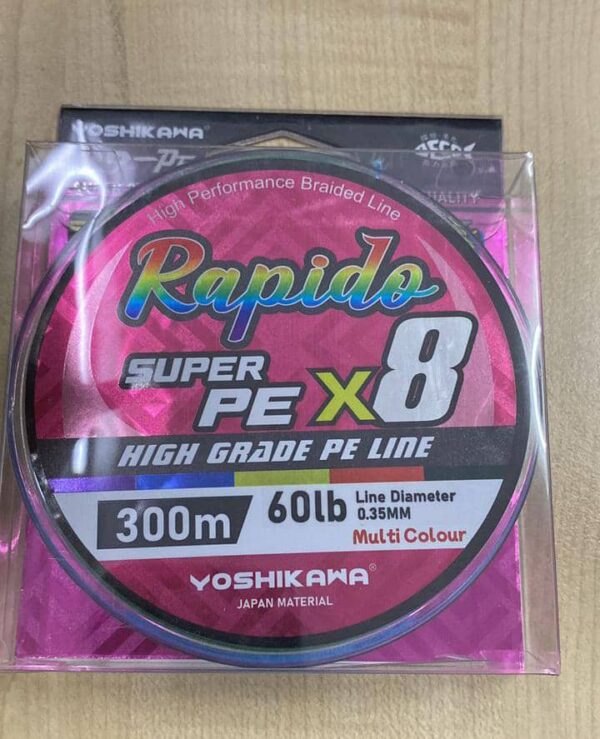 YOSHIKAWA
High Performance Braided Line
Rapido
SUPER
PE x8
HIGH GRADE PE LINE
300m
60lb
Line Diameter
0.35MM
Multi Colour
YOSHIKAWA®
JAPAN MATERIAL